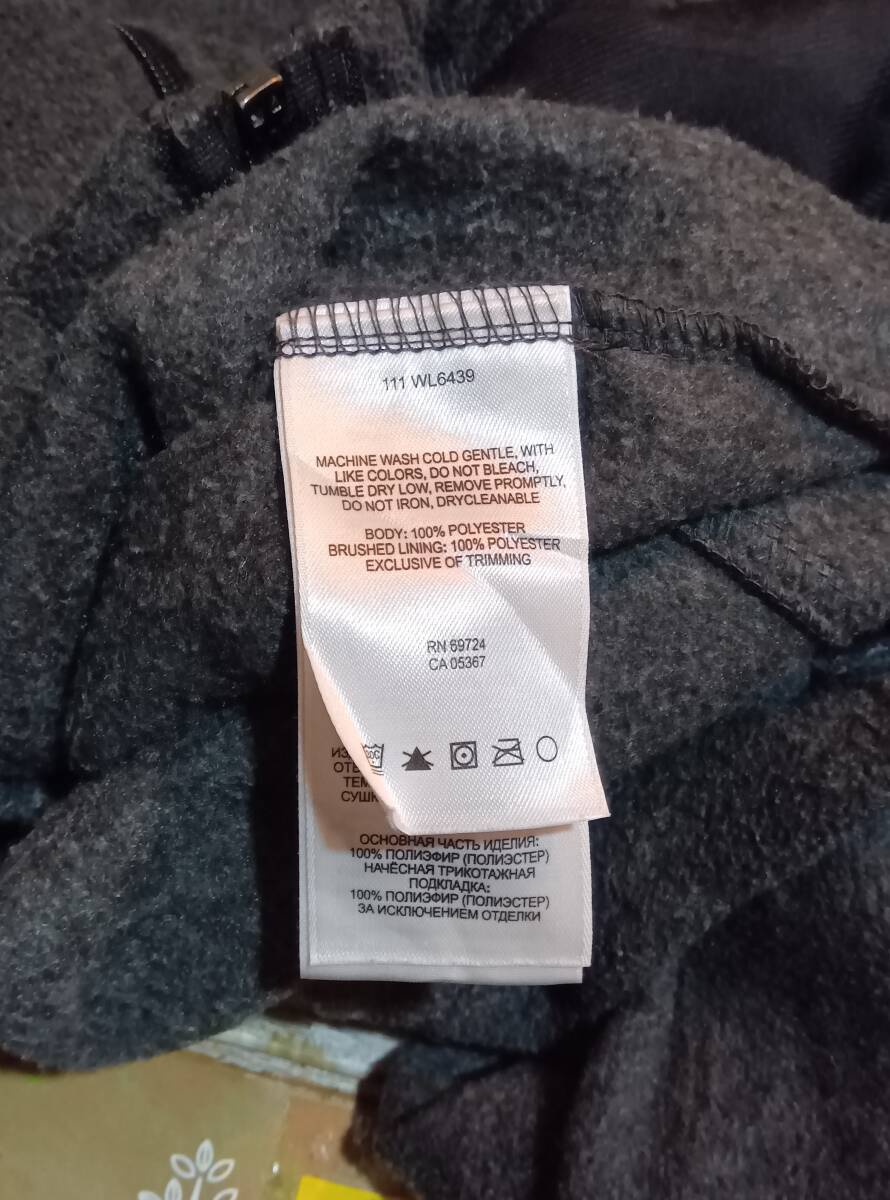 111 WL6439
MACHINE WASH COLD GENTLE, WITH
LIKE COLORS, DO NOT BLEACH,
TUMBLE DRY LOW, REMOVE PROMPTLY,
DO NOT IRON, DRYCLEANABLE
BODY: 100% POLYESTER
BRUSHED LINING: 100% POLYESTER
EXCLUSIVE OF TRIMMING
RN 69724
CA 05367
ОСНОВНАЯ ЧАСТЬ ИЗДЕЛИЯ:
100% ПОЛИЭФИР (ПОЛИЭСТЕР)
НАЧЁСНАЯ ТРИКОТАЖНАЯ
ПОДКЛАДКА:
100% ПОЛИЭФИР (ПОЛИЭСТЕР)
ЗА ИСКЛЮЧЕНИЕМ ОТДЕЛКИ